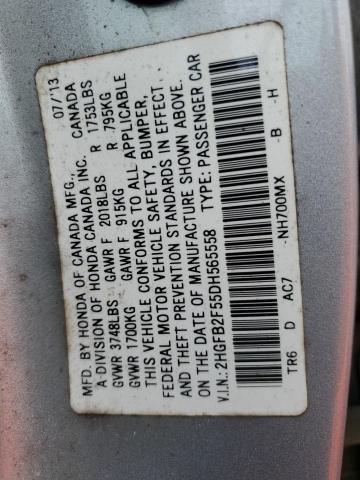 MFD. BY HONDA OF CANADA MFG., 07/'13
A DIVISION OF HONDA CANADA INC. CANADA
GVWR 3748LBS GAWR F 2018LBS R 1753LBS
GVWR 1700KG GAWR F 915KG R 795KG
THIS VEHICLE CONFORMS TO ALL APPLICABLE
FEDERAL MOTOR VEHICLE SAFETY, BUMPER,
AND THEFT PREVENTION STANDARDS IN EFFECT
ON THE DATE OF MANUFACTURE SHOWN ABOVE.
V.I.N.: 2HGFB2F55DH565558 TYPE: PASSENGER CAR
TR6 D AC7 -NH700MX -B -H